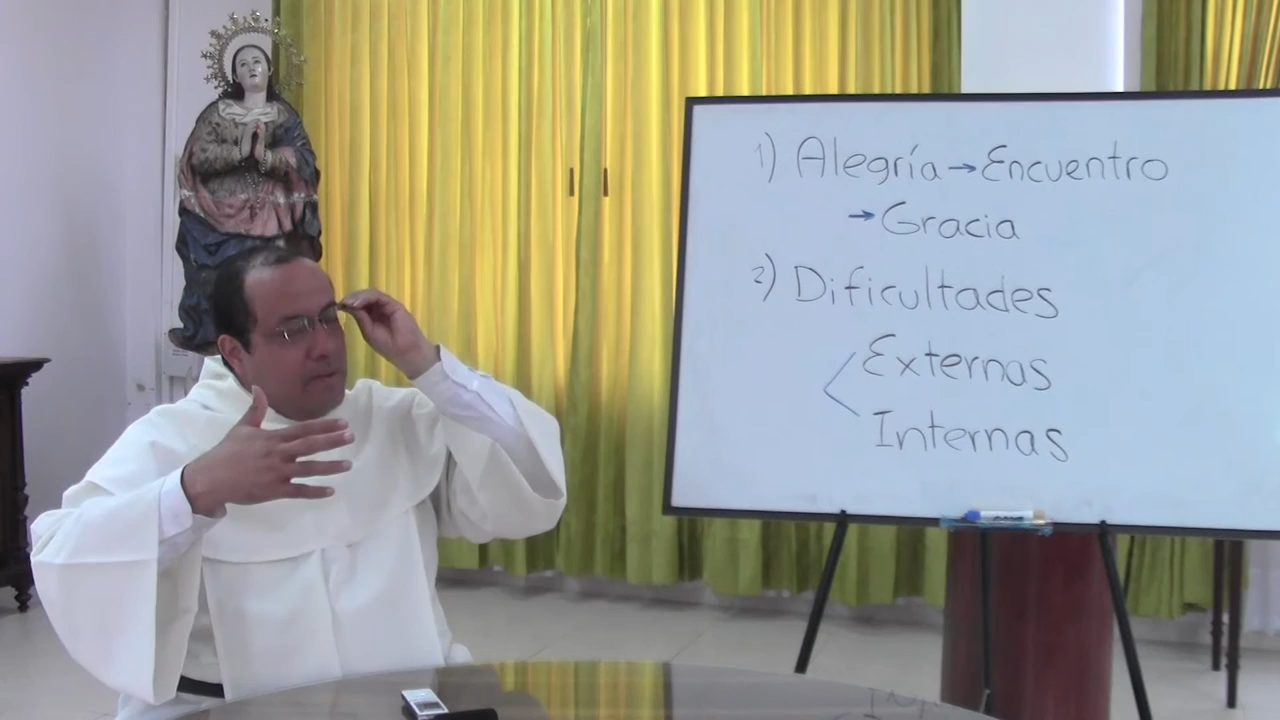 1) Alegría → Encuentro
→ Gracia
2) Dificultades
Externas
Internas